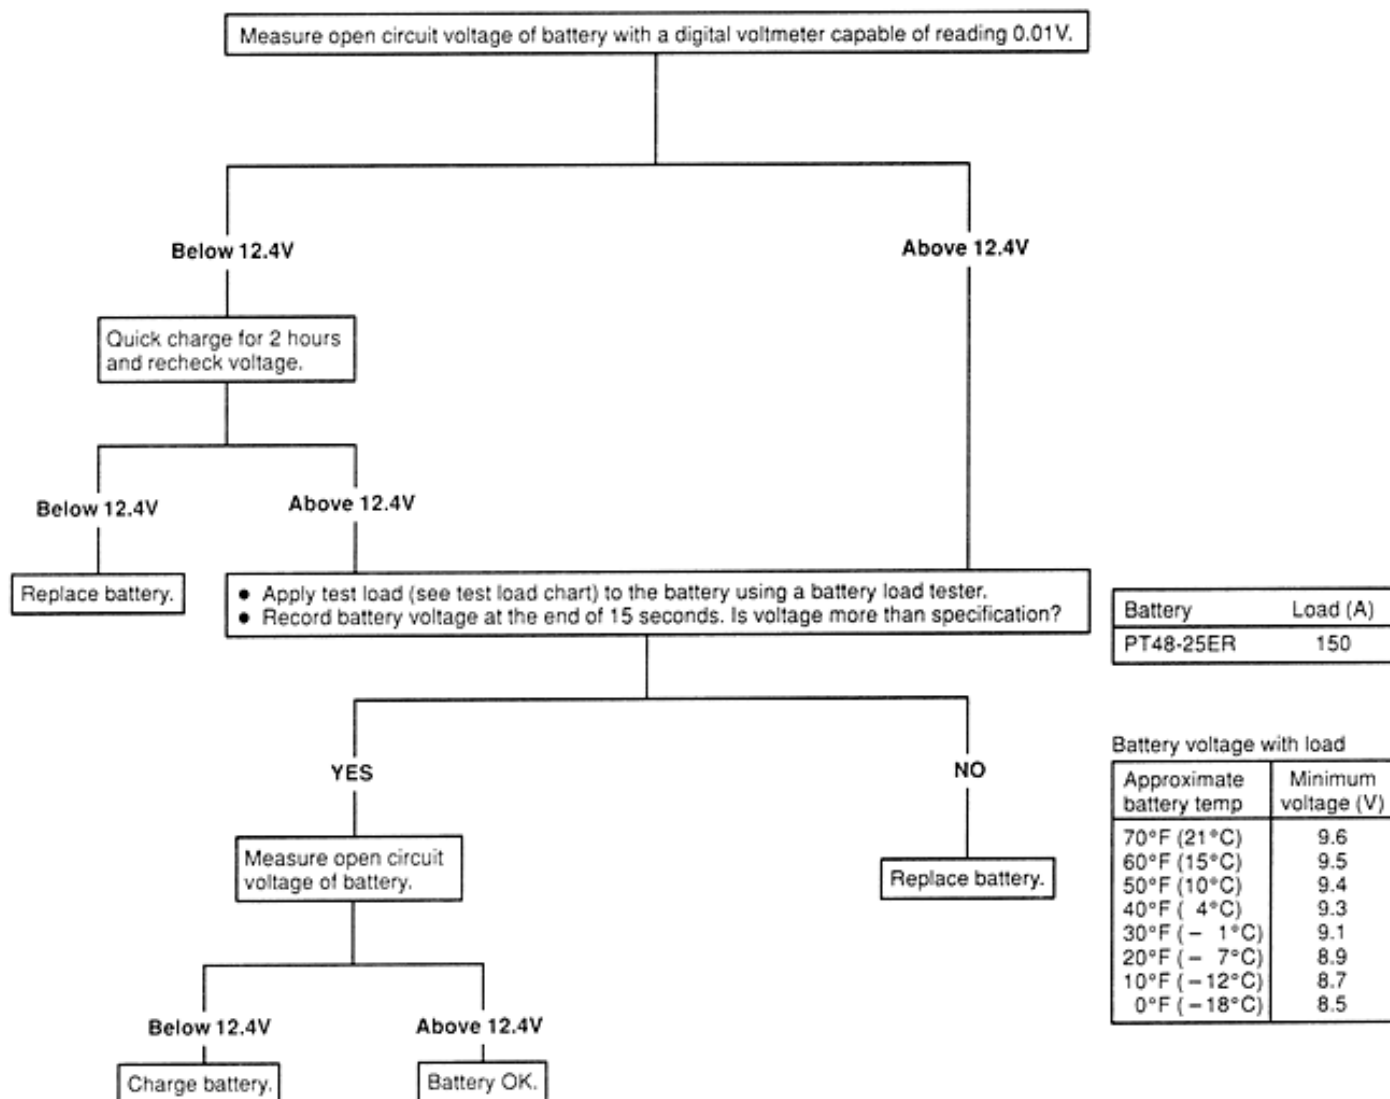 Measure open circuit voltage of battery with a digital voltmeter capable of reading 0.01V.
Below 12.4V
Above 12.4V
Quick charge for 2 hours
and recheck voltage.
Below 12.4V
Above 12.4V
Replace battery.
● Apply test load (see test load chart) to the battery using a battery load tester.
● Record battery voltage at the end of 15 seconds. Is voltage more than specification?
Battery Load (A)
PT48-25ER 150
YES
NO
Measure open circuit
voltage of battery.
Replace battery.
Battery voltage with load
Approximate Minimum
battery temp voltage (V)
70°F (21°C) 9.6
60°F (15°C) 9.5
50°F (10°C) 9.4
40°F ( 4°C) 9.3
30°F (− 1°C) 9.1
20°F (− 7°C) 8.9
10°F (−12°C) 8.7
0°F (−18°C) 8.5
Below 12.4V
Above 12.4V
Charge battery.
Battery OK.